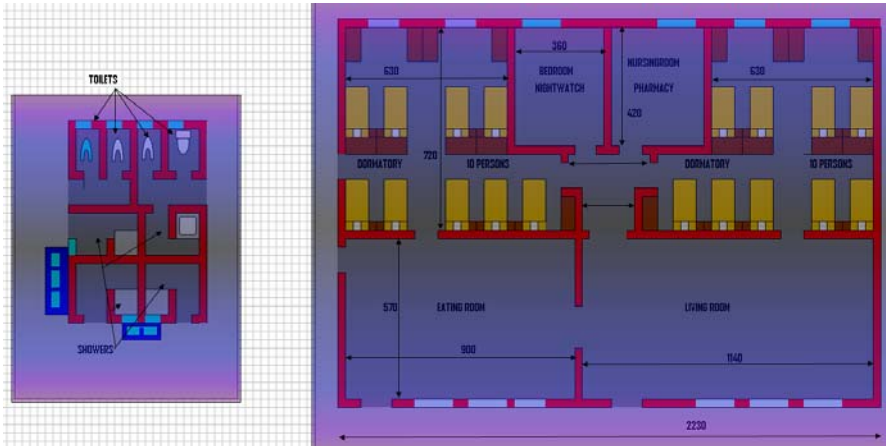 TOILETS
SHOWERS
360
630
BEDROOM
NIGHTWATCH
NURSINGROOM
PHARMACY
630
420
720
DORMATORY
10 PERSONS
DORMATORY
10 PERSONS
570
EATING ROOM
LIVING ROOM
900
1140
2230